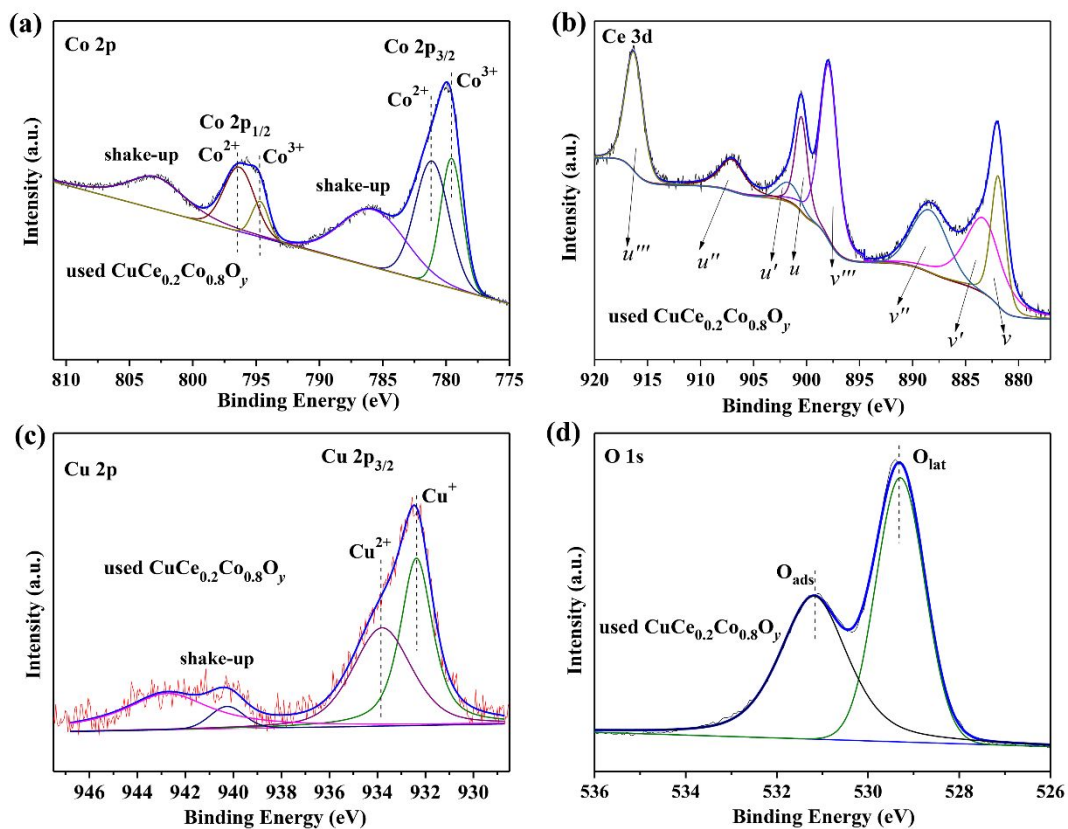 (a)
Co 2p
Co 2p3/2
Co3+
Co2+
Co 2p1/2
Co2+
Co3+
shake-up
shake-up
used CuCe0.2Co0.8Oy
Intensity (a.u.)
810 805 800 795 790 785 780 775
Binding Energy (eV)
(b)
Ce 3d
u''' u'' u' u v''' v'' v' v
used CuCe0.2Co0.8Oy
Intensity (a.u.)
920 915 910 905 900 895 890 885 880
Binding Energy (eV)
(c)
Cu 2p
Cu 2p3/2
Cu+
Cu2+
used CuCe0.2Co0.8Oy
shake-up
Intensity (a.u.)
946 944 942 940 938 936 934 932 930
Binding Energy (eV)
(d)
O 1s
Olat
Oads
used CuCe0.2Co0.8Oy
Intensity (a.u.)
536 534 532 530 528 526
Binding Energy (eV)